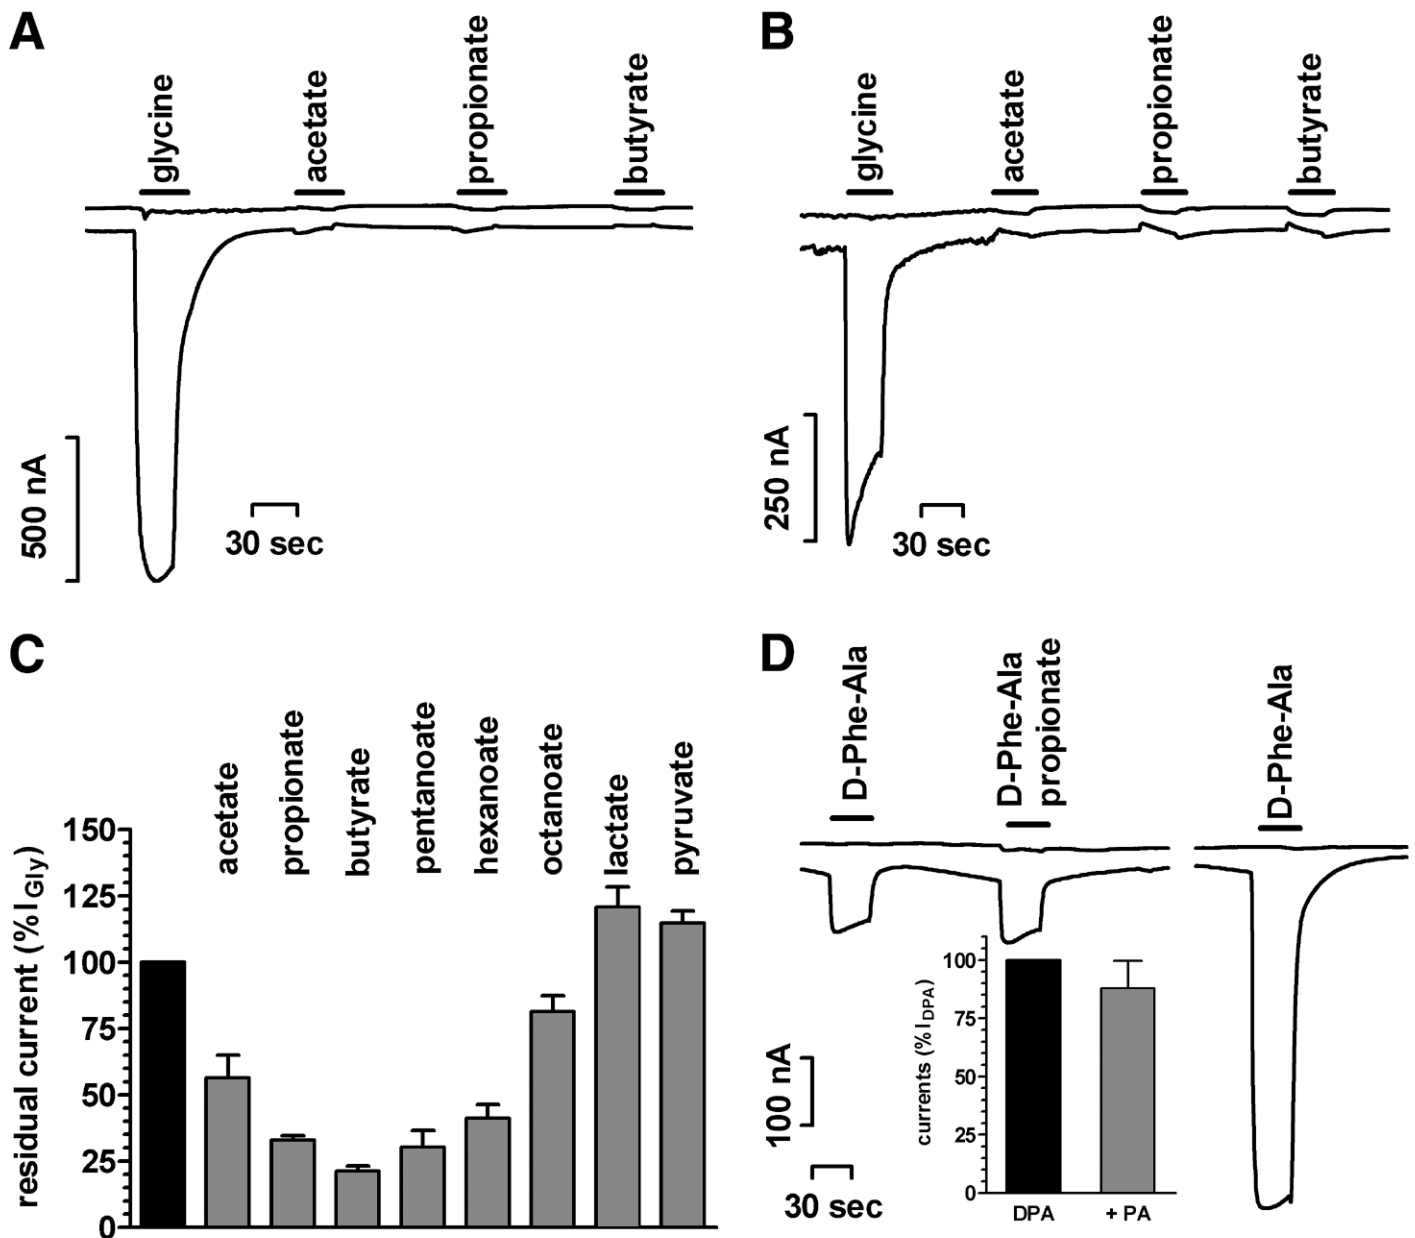 A
glycine
acetate
propionate
butyrate
500 nA
30 sec
B
glycine
acetate
propionate
butyrate
250 nA
30 sec
C
residual current (%I Gly)
150
125
100
75
50
25
0
acetate
propionate
butyrate
pentanoate
hexanoate
octanoate
lactate
pyruvate
D
D-Phe-Ala
D-Phe-Ala
propionate
D-Phe-Ala
100 nA
30 sec
currents (% I DPA)
100
75
50
25
0
DPA
+ PA